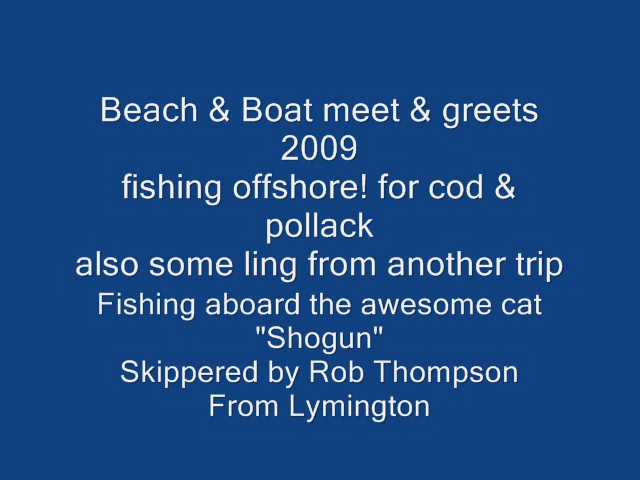 Beach & Boat meet & greets
2009
fishing offshore! for cod &
pollack
also some ling from another trip
Fishing aboard the awesome cat
"Shogun"
Skippered by Rob Thompson
From Lymington